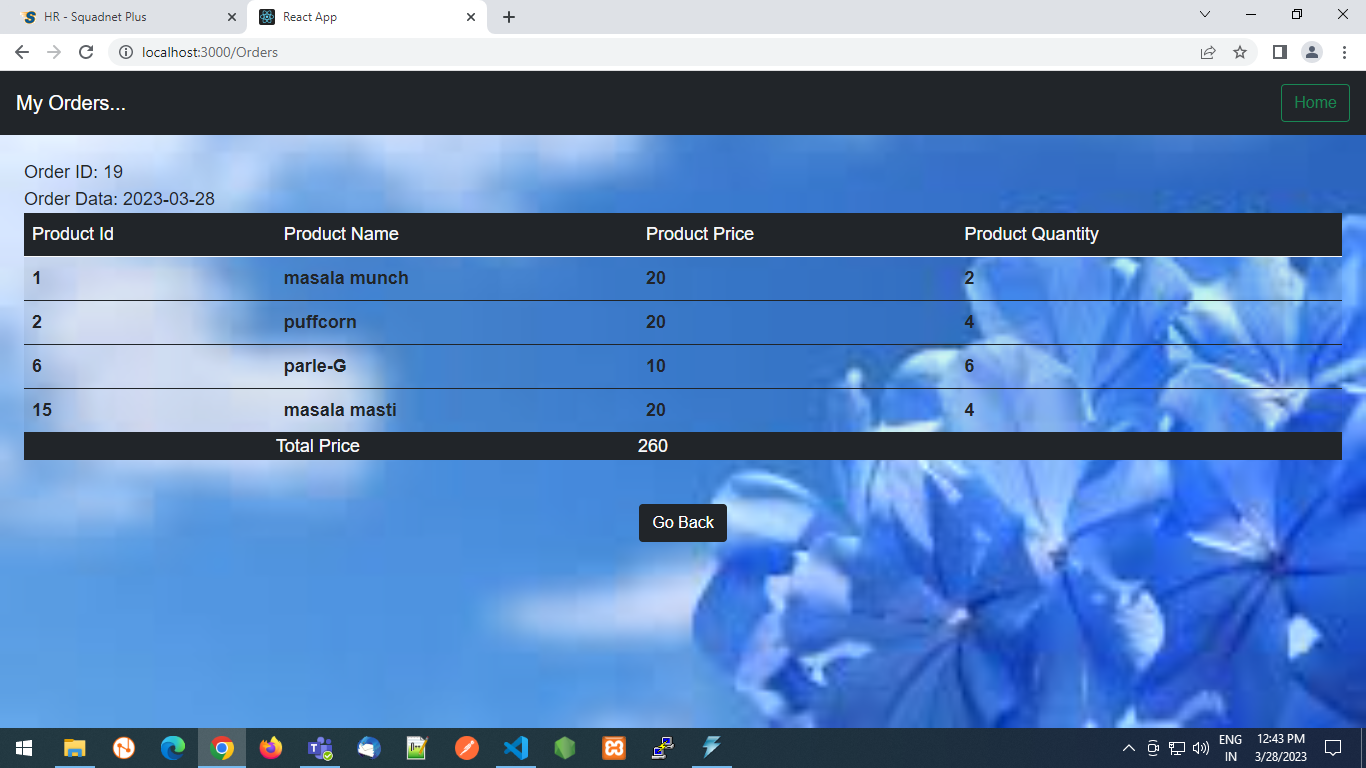 HR - Squadnet Plus
React App
localhost:3000/Orders
My Orders...
Home
Order ID: 19
Order Data: 2023-03-28
Product Id Product Name Product Price Product Quantity
1 masala munch 20 2
2 puffcorn 20 4
6 parle-G 10 6
15 masala masti 20 4
Total Price 260
Go Back
ENG 12:43 PM
IN 3/28/2023